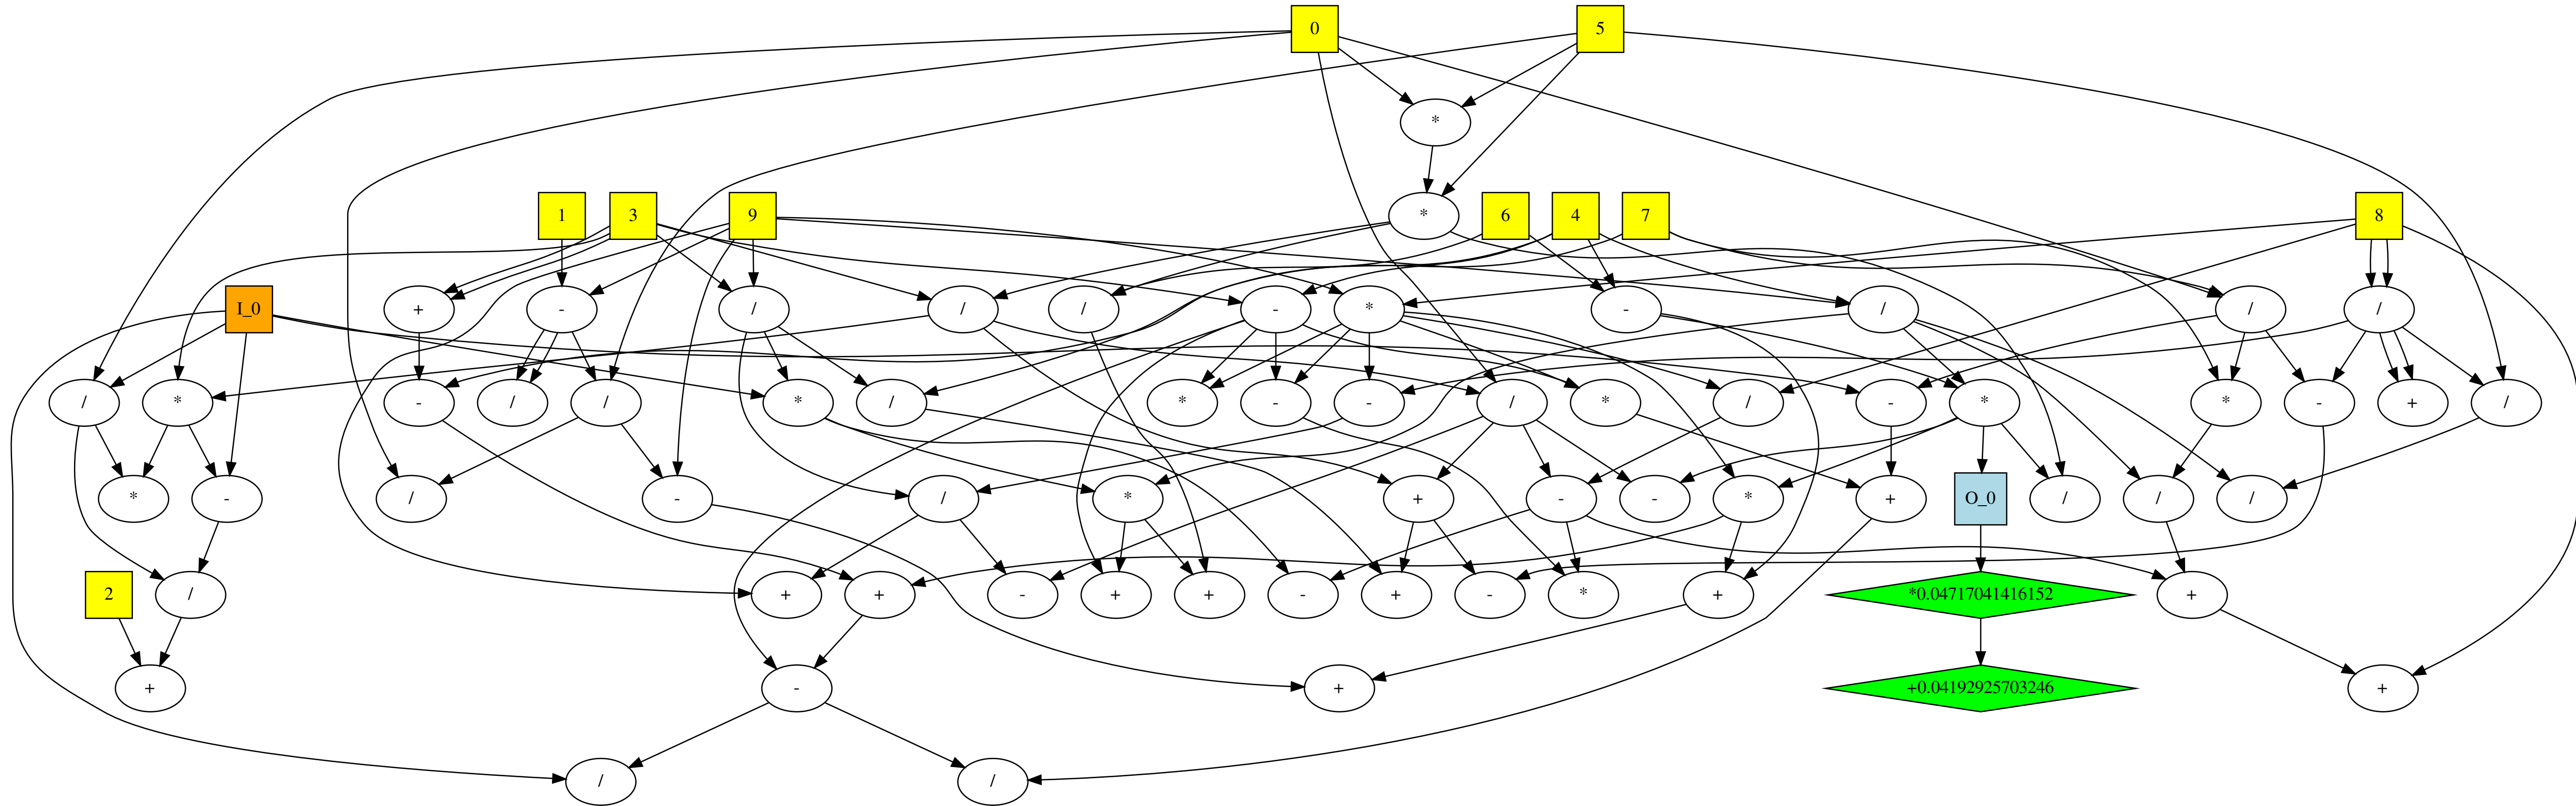 0 5
*
1 3 9 * 6 4 7 8
I_0 + - / / / - * - / / /
/ * - / / * / * - - * / / - * * - + /
* - / - / * + - - * + O_0 / / /
2 / + + - + + - + - * + *0.04717041416152 +
+ - + +0.04192925703246 +
/ /